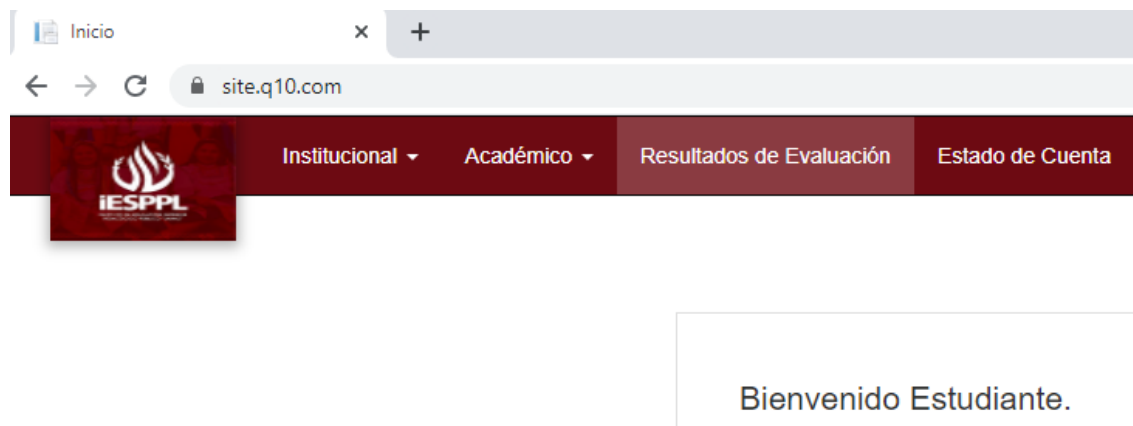 Inicio
site.q10.com
Institucional Académico Resultados de Evaluación Estado de Cuenta
iESPPL
Bienvenido Estudiante.